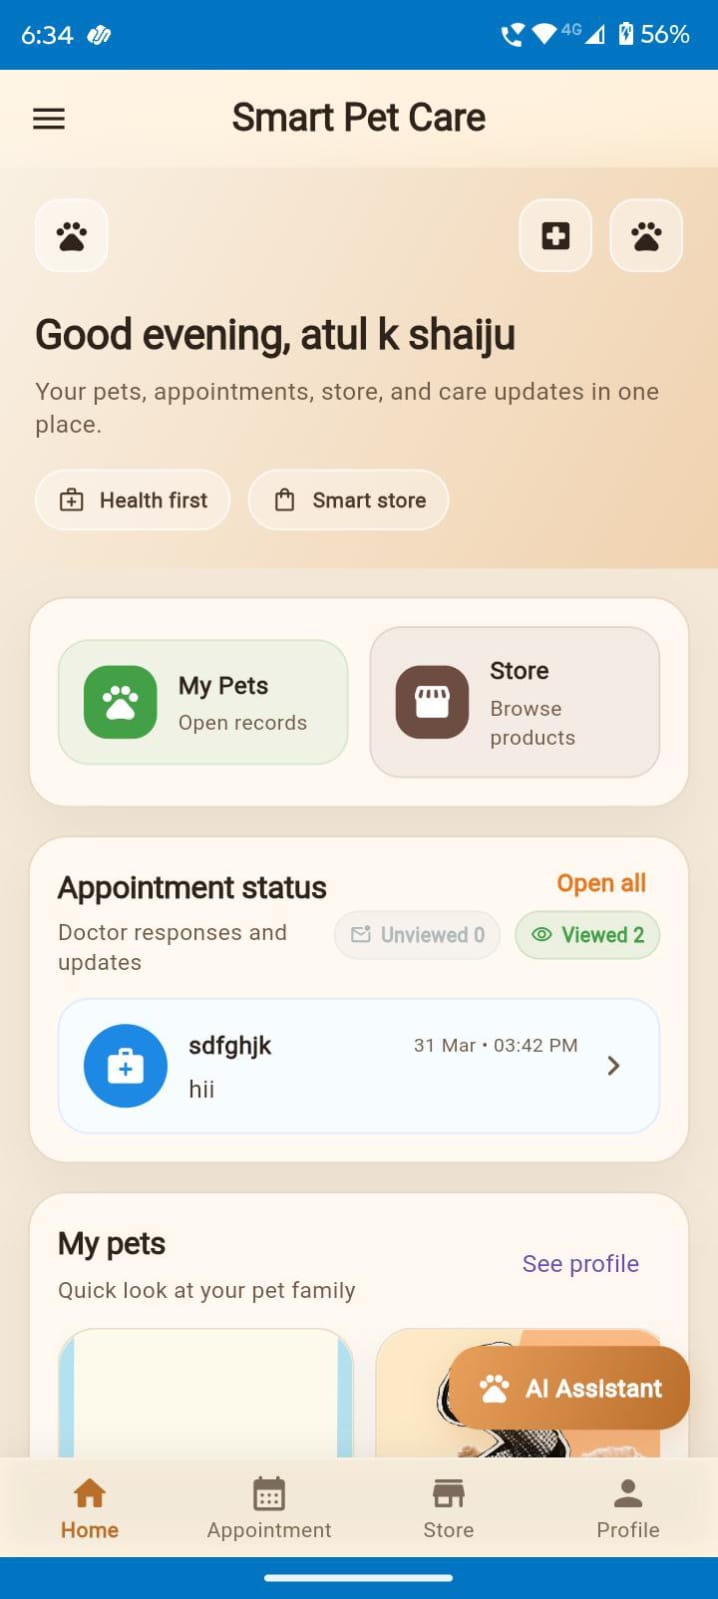 6:34
4G 56%
Smart Pet Care
Good evening, atul k shaiju
Your pets, appointments, store, and care updates in one
place.
Health first
Smart store
My Pets
Open records
Store
Browse
products
Appointment status
Open all
Doctor responses and
updates
Unviewed 0
Viewed 2
sdfghjk
31 Mar • 03:42 PM
hii
My pets
See profile
Quick look at your pet family
AI Assistant
Home
Appointment
Store
Profile